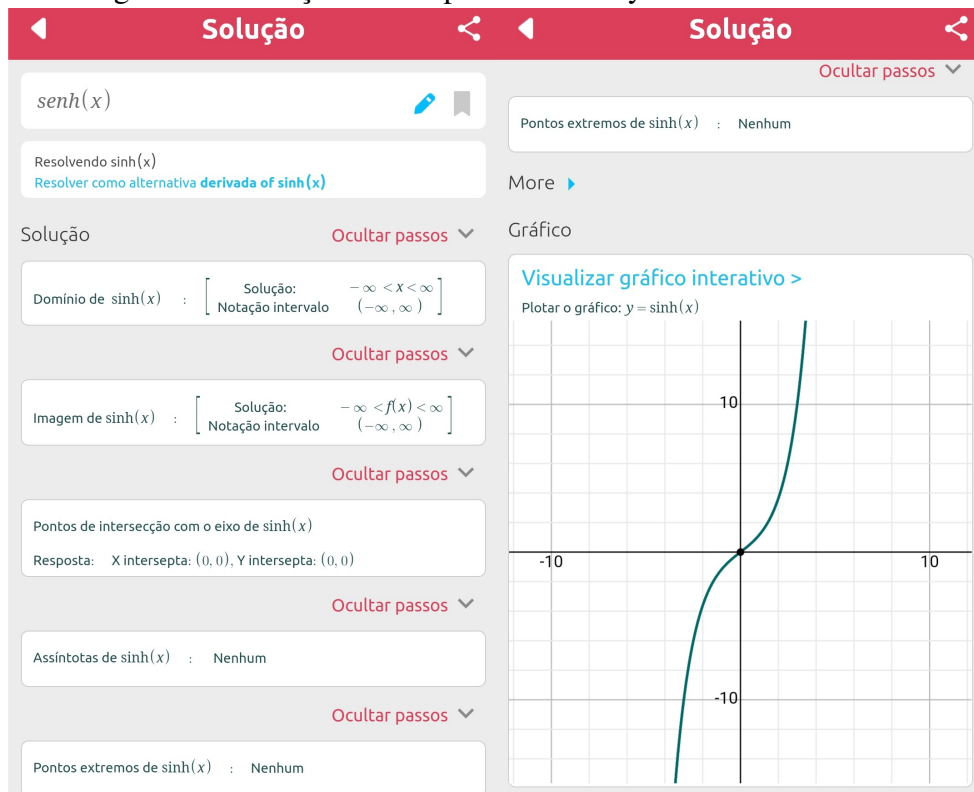 Solução
senh(x)
Resolvendo sinh(x)
Resolver como alternativa derivada of sinh(x)
Solução
Ocultar passos
Domínio de sinh(x) : [ Solução: −∞ < x < ∞
Notação intervalo (−∞, ∞) ]
Ocultar passos
Imagem de sinh(x) : [ Solução: −∞ < f(x) < ∞
Notação intervalo (−∞, ∞) ]
Ocultar passos
Pontos de intersecção com o eixo de sinh(x)
Resposta: X intersepta: (0, 0), Y intersepta: (0, 0)
Ocultar passos
Assíntotas de sinh(x) : Nenhum
Ocultar passos
Pontos extremos de sinh(x) : Nenhum
Solução
Ocultar passos
Pontos extremos de sinh(x) : Nenhum
More
Gráfico
Visualizar gráfico interativo >
Plotar o gráfico: y = sinh(x)
10
-10
10
-10